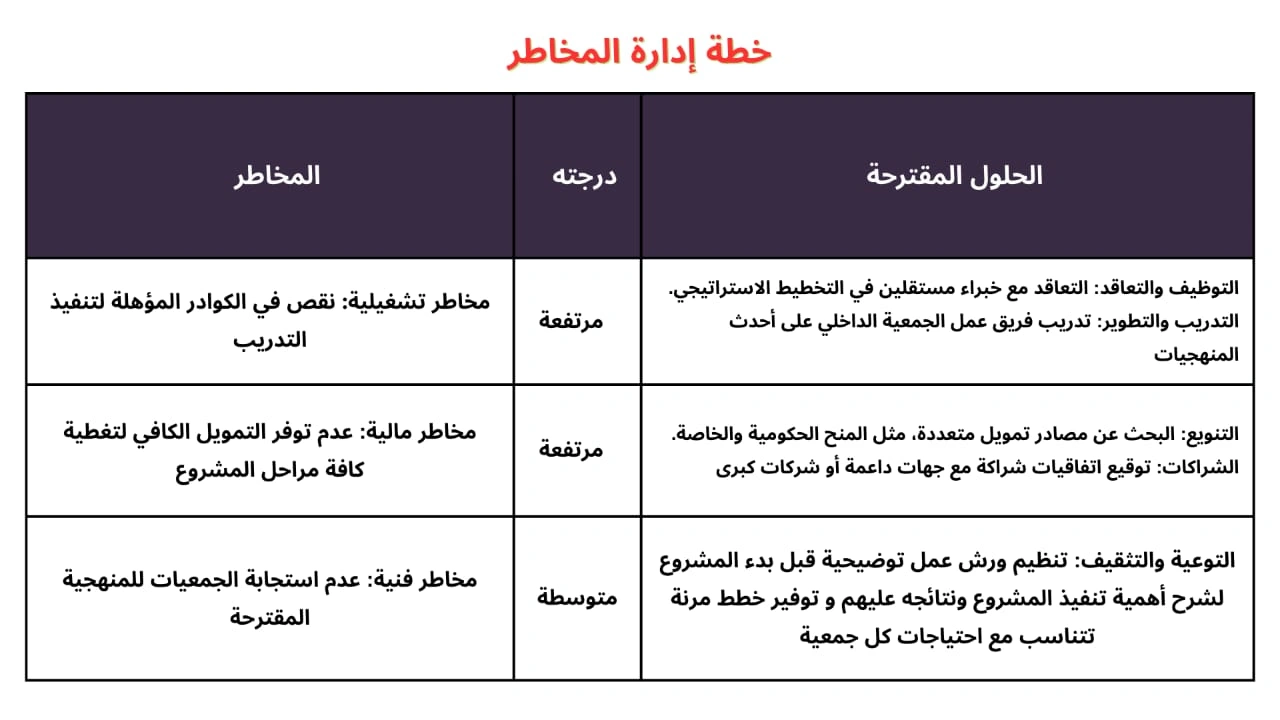 خطة إدارة المخاطر
الحلول المقترحة
درجته
المخاطر
التوظيف والتعاقد: التعاقد مع خبراء مستقلين في التخطيط الاستراتيجي.
التدريب والتطوير: تدريب فريق عمل الجمعية الداخلي على أحدث
المنهجيات
مرتفعة
مخاطر تشغيلية: نقص في الكوادر المؤهلة لتنفيذ
التدريب
التنويع: البحث عن مصادر تمويل متعددة، مثل المنح الحكومية والخاصة.
الشراكات: توقيع اتفاقيات شراكة مع جهات داعمة أو شركات كبرى
مرتفعة
مخاطر مالية: عدم توفر التمويل الكافي لتغطية
كافة مراحل المشروع
التوعية والتثقيف: تنظيم ورش عمل توضيحية قبل بدء المشروع
لشرح أهمية تنفيذ المشروع ونتائجه عليهم و توفير خطط مرنة
تتناسب مع احتياجات كل جمعية
متوسطة
مخاطر فنية: عدم استجابة الجمعيات للمنهجية
المقترحة